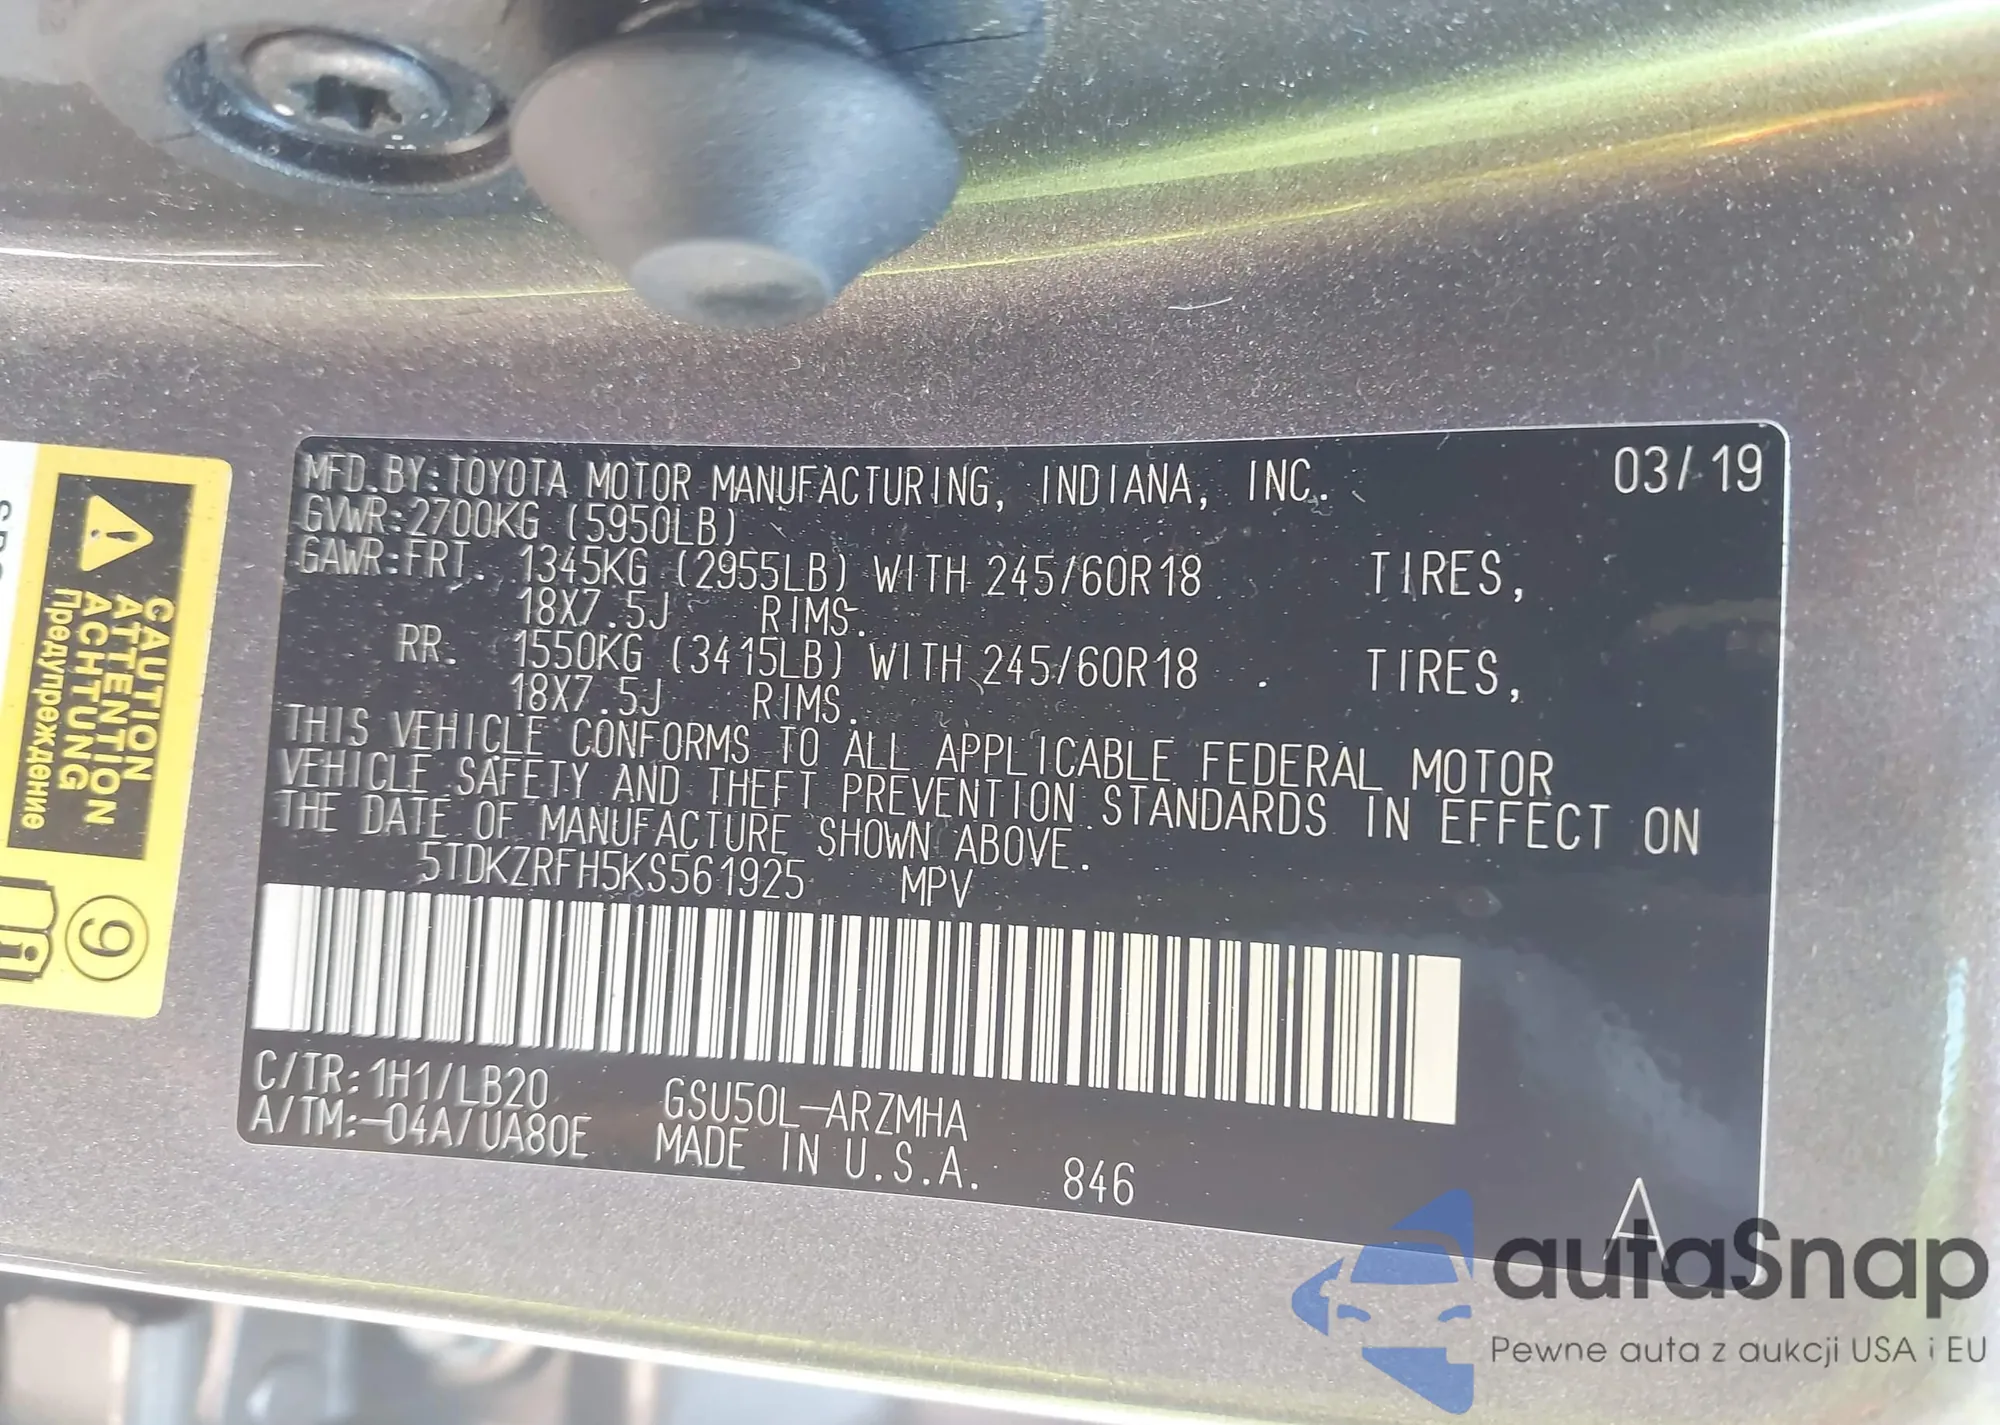 MFD.BY:TOYOTA MOTOR MANUFACTURING, INDIANA, INC. 03/19
GVWR:2700KG (5950LB)
GAWR:FRT. 1345KG (2955LB) WITH 245/60R18 TIRES,
18X7.5J RIMS.
RR. 1550KG (3415LB) WITH 245/60R18 TIRES,
18X7.5J RIMS.
THIS VEHICLE CONFORMS TO ALL APPLICABLE FEDERAL MOTOR
VEHICLE SAFETY AND THEFT PREVENTION STANDARDS IN EFFECT ON
THE DATE OF MANUFACTURE SHOWN ABOVE.
5TDKZRFH5KS561925 MPV
C/TR:1H1/LB20 GSU50L-ARZMHA
A/TM:-04A/UA80E MADE IN U.S.A. 846
A
CAUTION
ATTENTION
ACHTUNG
Предупреждение
9
autaSnap
Pewne auta z aukcji USA i EU